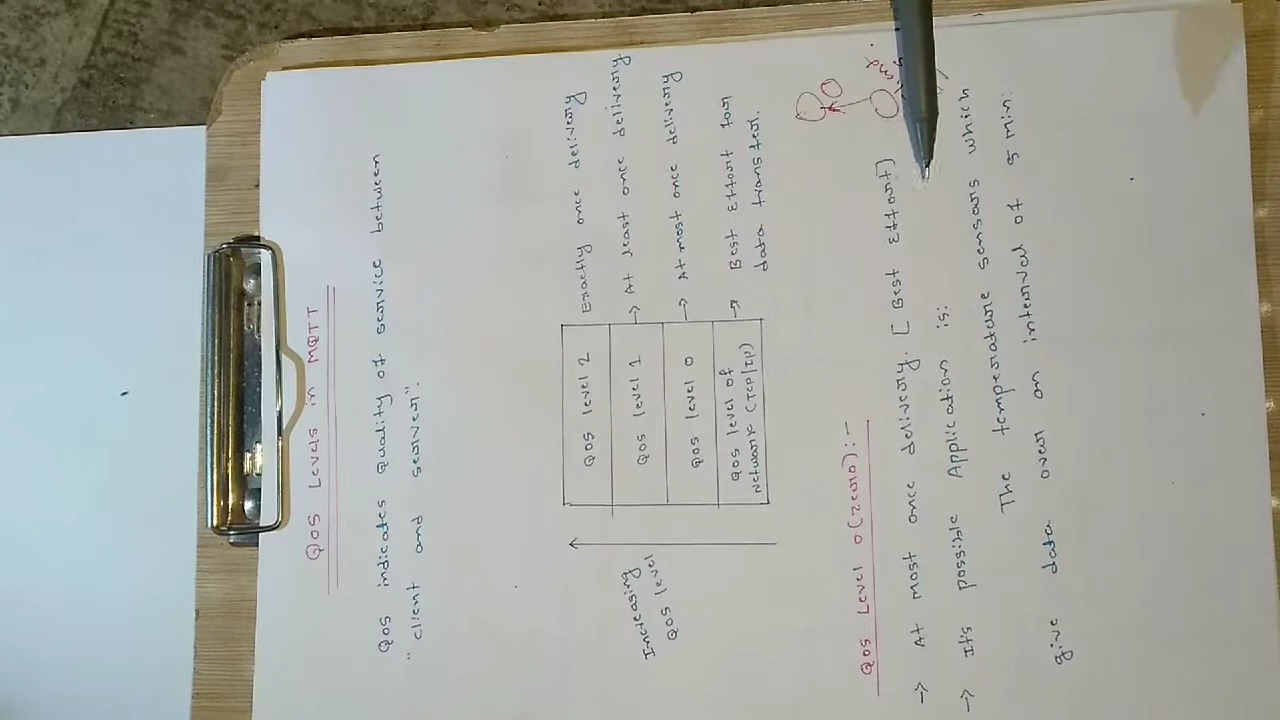 QOS Levels in MQTT
QOS indicates Quality of service between
"client and server".
Increasing
QOS level
QOS level 2
Exactly once delivery
QOS level 1
→ At least once delivery
QOS level 0
→ At most once delivery
QOS level of
Network (TCP/IP)
→ Best Effort for
data transfer.
QOS Level 0 (zero):-
→ At most once delivery. [Best Effort]
→ It's possible Application is:
The temperature sensors which
give data over an interval of 5 min: